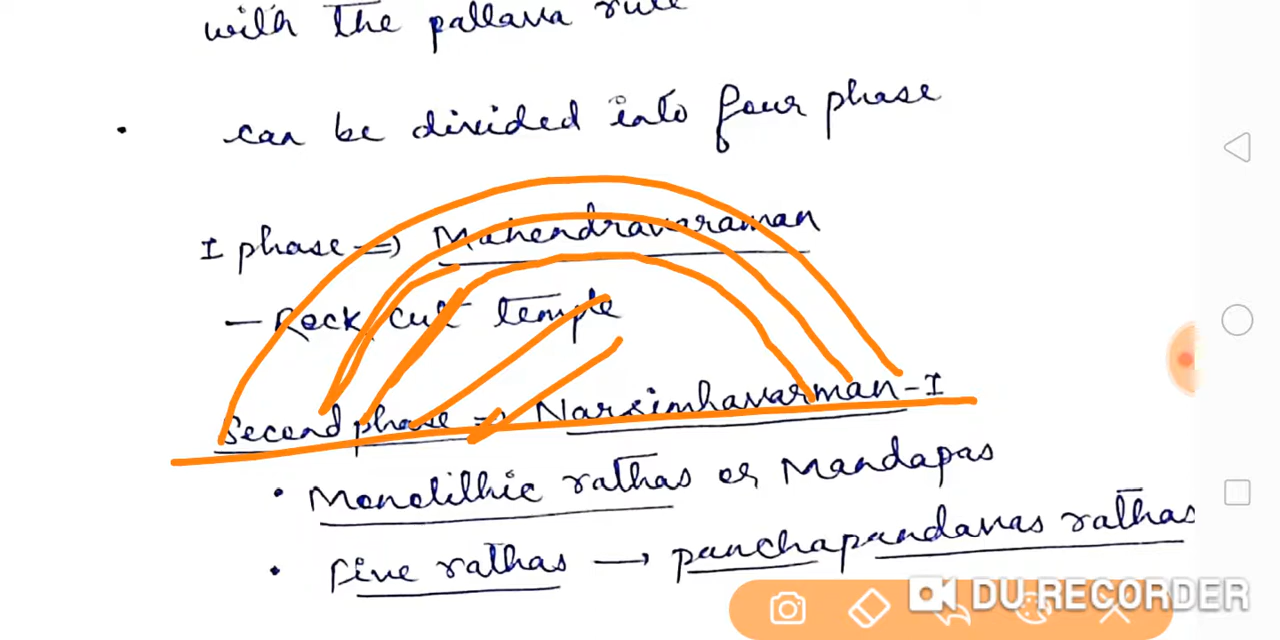 with the pallava rule
• can be divided into four phase
I phase ⇒ Mahendravaraman
– Rock cut temple
Second phase ⇒ Narsimhavarman-I
• Monolithic rathas or Mandapas
• five rathas → panchapandavas rathas
DU RECORDER